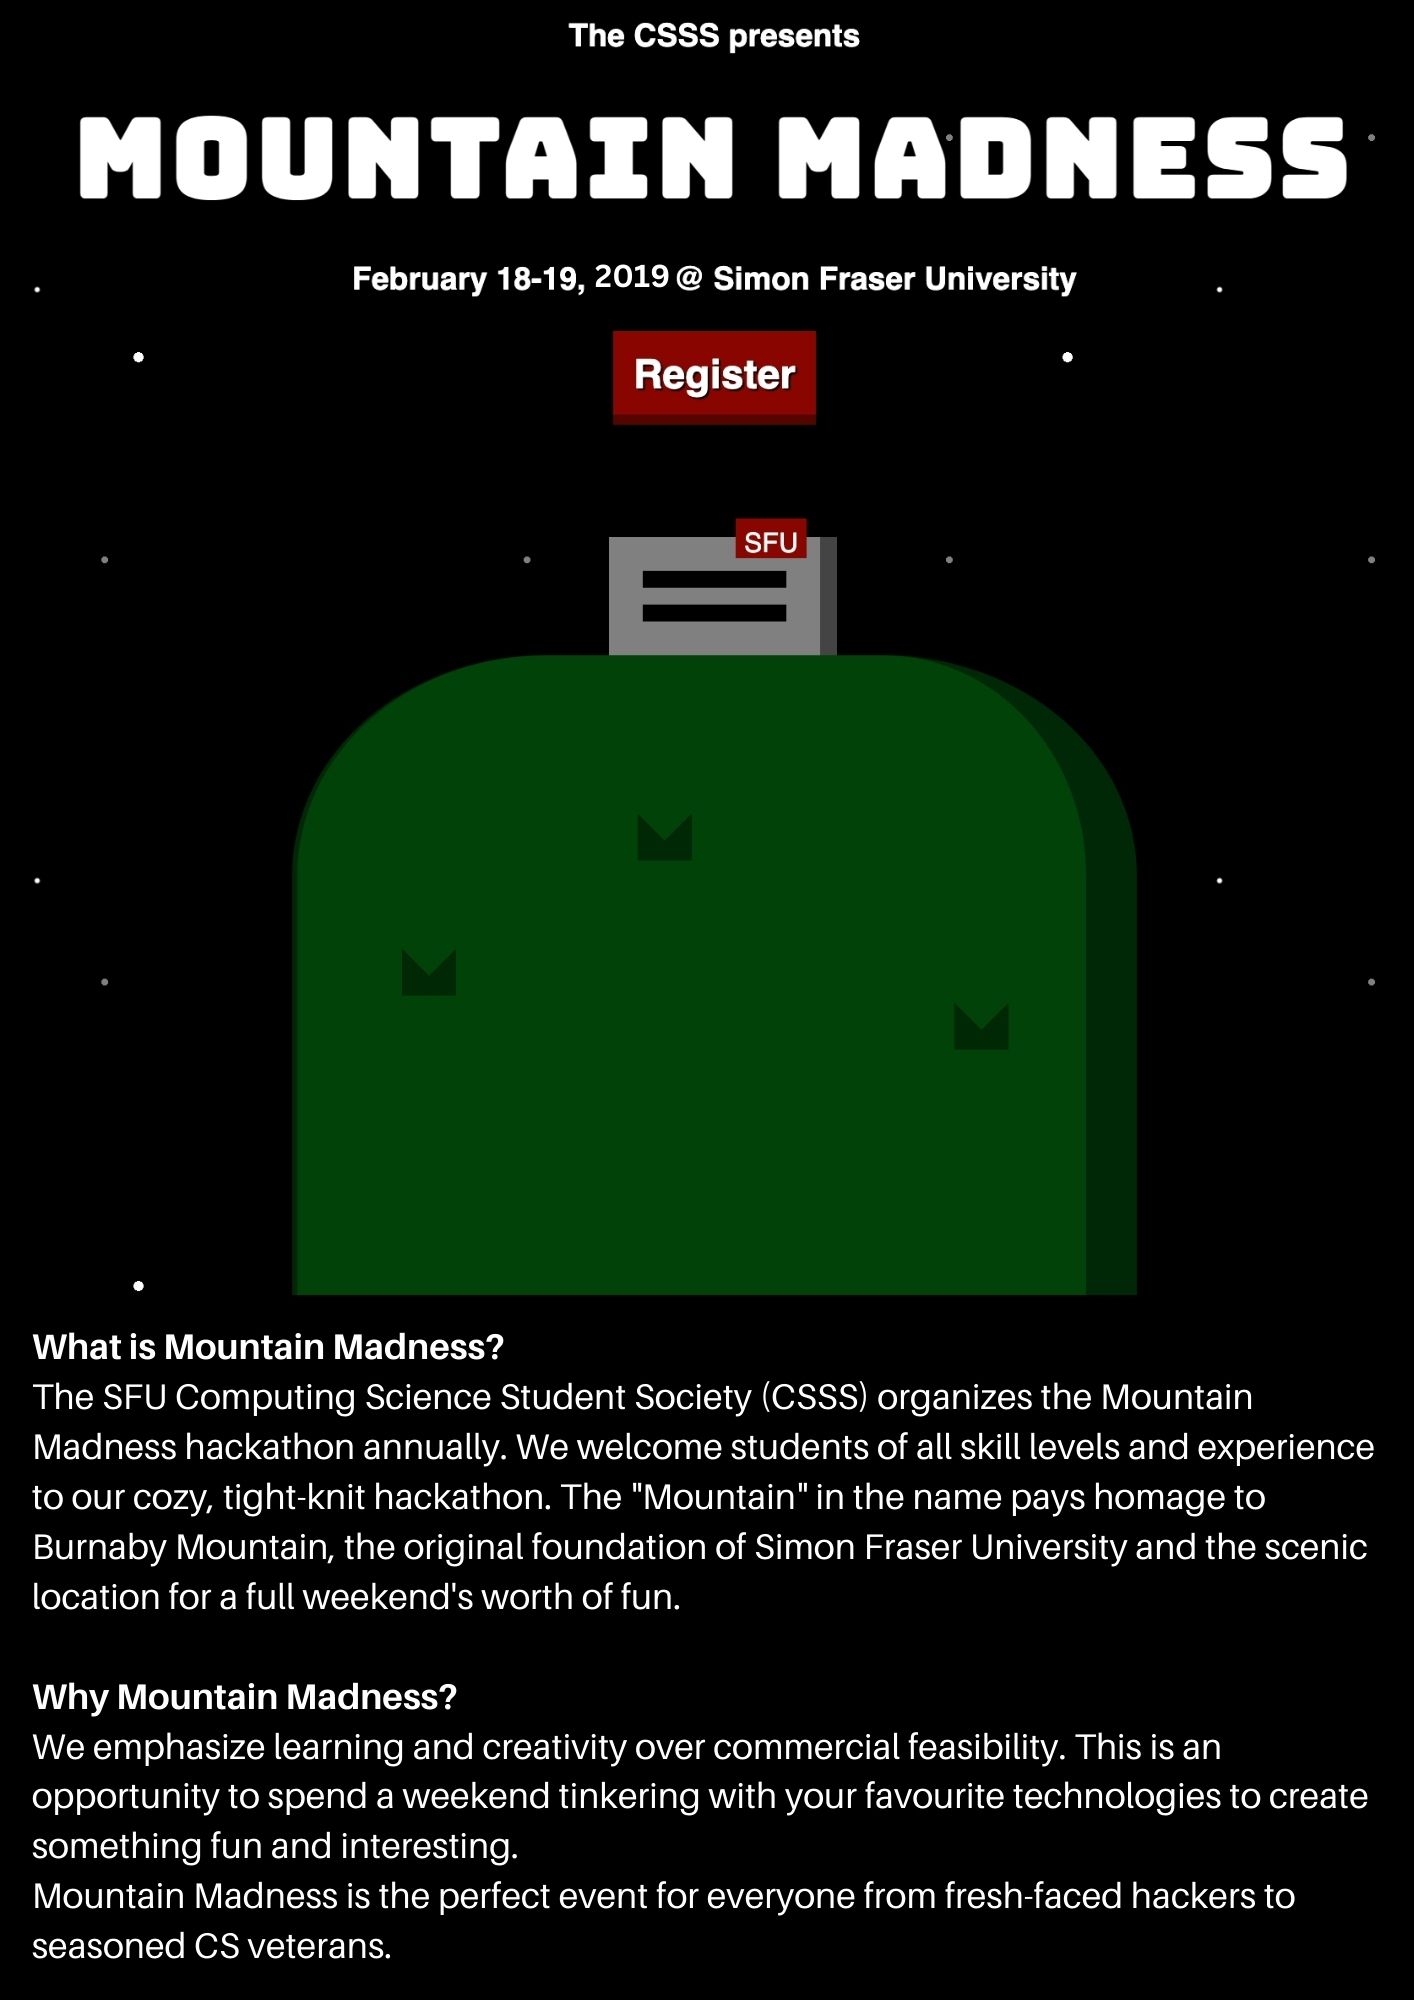 The CSSS presents
MOUNTAIN MADNESS
February 18-19, 2019 @ Simon Fraser University
Register
SFU
What is Mountain Madness?
The SFU Computing Science Student Society (CSSS) organizes the Mountain
Madness hackathon annually. We welcome students of all skill levels and experience
to our cozy, tight-knit hackathon. The "Mountain" in the name pays homage to
Burnaby Mountain, the original foundation of Simon Fraser University and the scenic
location for a full weekend's worth of fun.
Why Mountain Madness?
We emphasize learning and creativity over commercial feasibility. This is an
opportunity to spend a weekend tinkering with your favourite technologies to create
something fun and interesting.
Mountain Madness is the perfect event for everyone from fresh-faced hackers to
seasoned CS veterans.